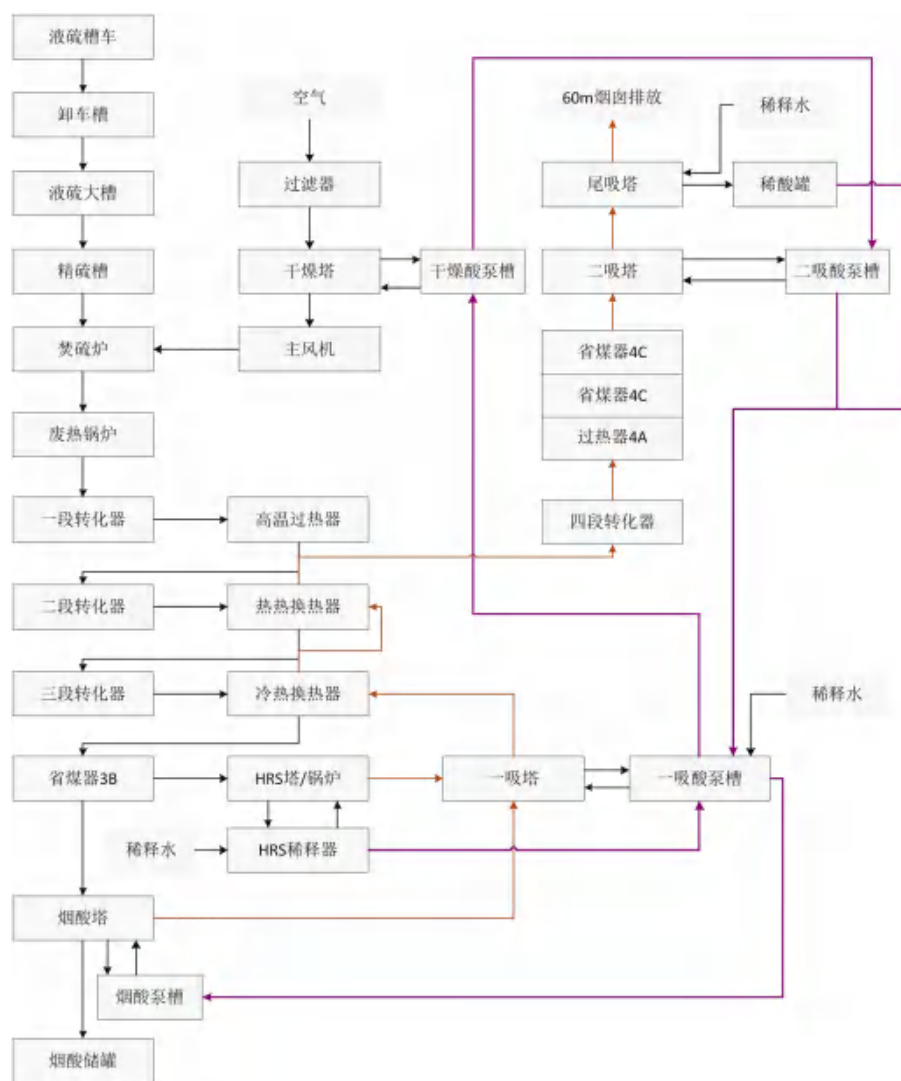 液硫槽车
卸车槽
液硫大槽
精硫槽
焚硫炉
废热锅炉
一段转化器
高温过热器
二段转化器
热热换热器
三段转化器
冷热换热器
省煤器3B
HRS塔/锅炉
稀释水
HRS稀释器
烟酸塔
烟酸泵槽
烟酸储罐
空气
过滤器
干燥塔
干燥酸泵槽
主风机
60m烟囱排放
稀释水
尾吸塔
稀酸罐
二吸塔
二吸酸泵槽
省煤器4C
省煤器4C
过热器4A
四段转化器
稀释水
一吸塔
一吸酸泵槽